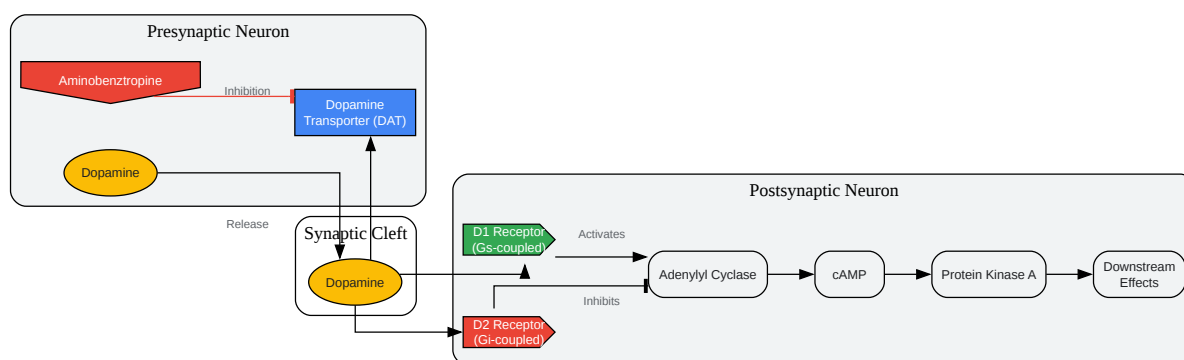 Presynaptic Neuron
Aminobenztropine
Inhibition
Dopamine
Transporter (DAT)
Dopamine
Release
Synaptic Cleft
Dopamine
Postsynaptic Neuron
D1 Receptor
(Gs-coupled)
Activates
Adenylyl Cyclase
cAMP
Protein Kinase A
Downstream
Effects
Inhibits
D2 Receptor
(Gi-coupled)